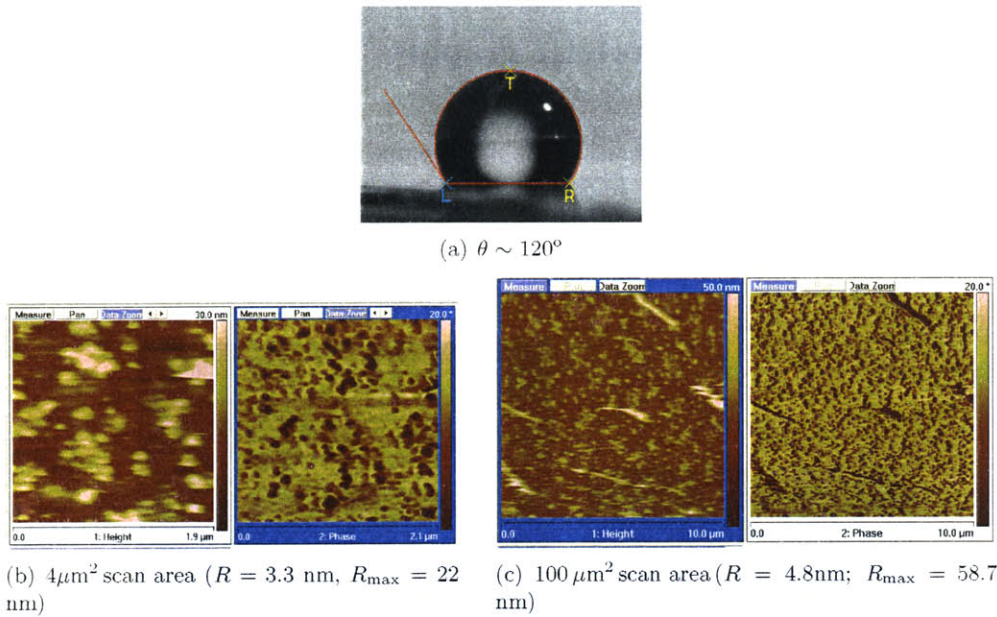 T
L
R
(a) θ ~ 120°
Measure Pan Data Zoom 30.0 nm
Measure Pan Data Zoom 20.0 °
Measure Data Zoom 50.0 nm
Measure Data Zoom 20.0 °
0.0 1: Height 1.9 µm
0.0 2: Phase 2.1 µm
0.0 1: Height 10.0 µm
0.0 2: Phase 10.0 µm
(b) 4µm² scan area (R = 3.3 nm, Rmax = 22
nm)
(c) 100 µm² scan area (R = 4.8nm; Rmax = 58.7
nm)